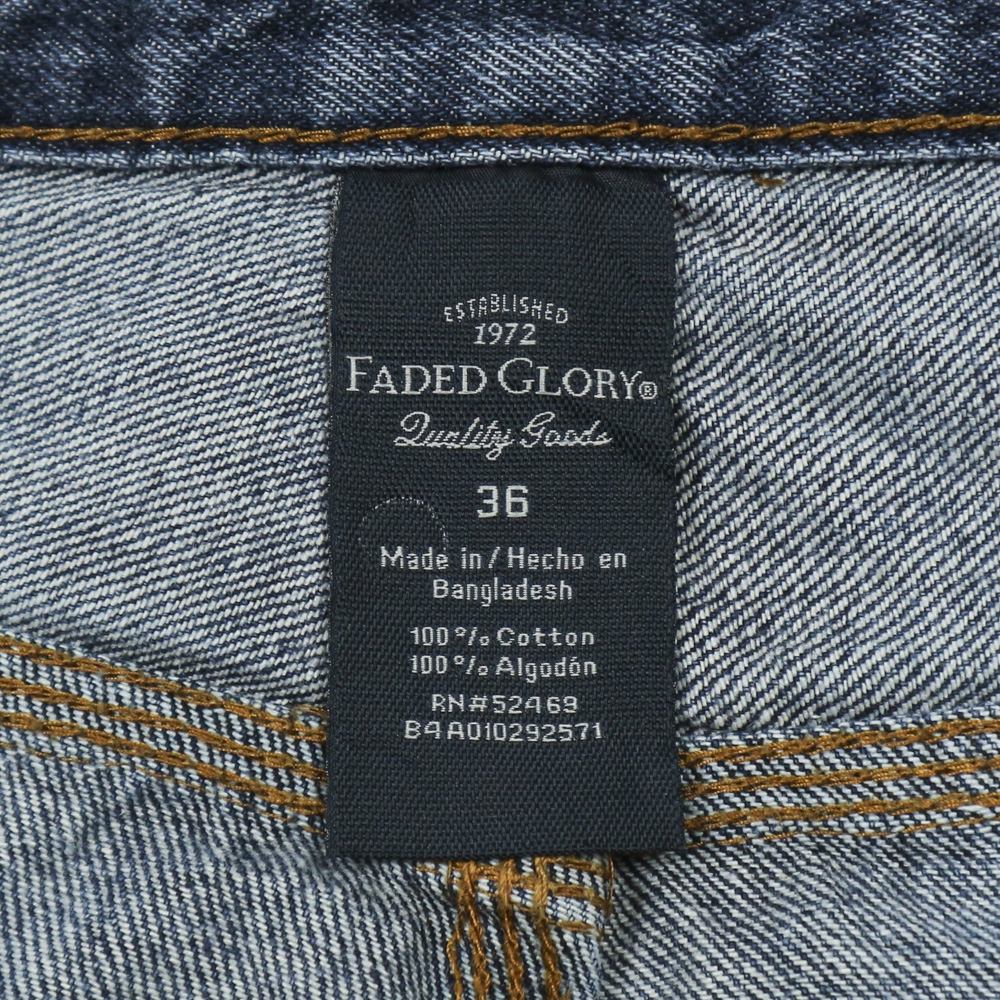 ESTABLISHED
1972
FADED GLORY®
Quality Goods
36
Made in / Hecho en
Bangladesh
100% Cotton
100% Algodón
RN#52469
B4A010292571